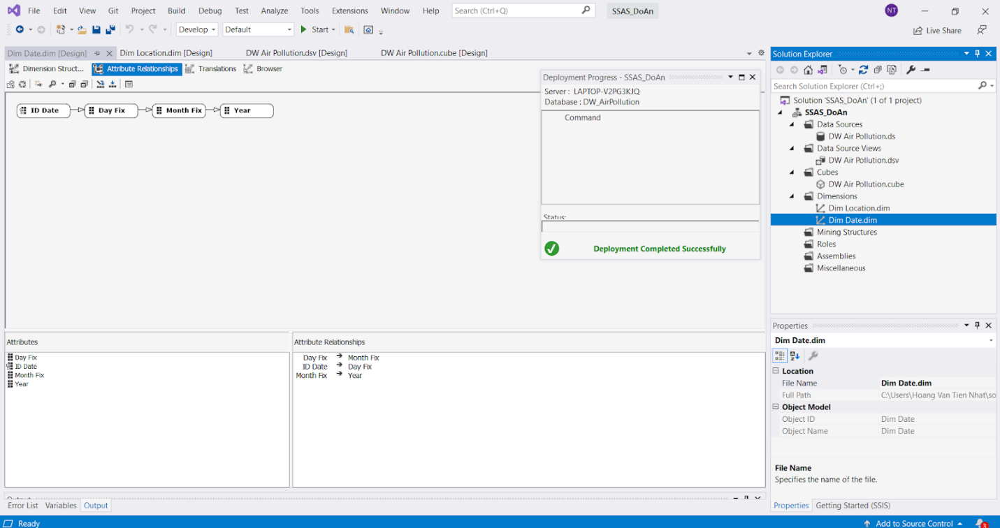 File Edit View Git Project Build Debug Test Analyze Tools Extensions Window Help Search (Ctrl+Q) SSAS_DoAn NT
Develop Default Start Live Share
Dim Date.dim [Design] Dim Location.dim [Design] DW Air Pollution.dsv [Design] DW Air Pollution.cube [Design]
Dimension Struct... Attribute Relationships Translations Browser
ID Date Day Fix Month Fix Year
Deployment Progress - SSAS_DoAn
Server : LAPTOP-V2PG3KJQ
Database : DW_AirPollution
Command
Status:
Deployment Completed Successfully
Attributes
Day Fix
ID Date
Month Fix
Year
Attribute Relationships
Day Fix Month Fix
ID Date Day Fix
Month Fix Year
Output
Error List Variables Output
Solution Explorer
Search Solution Explorer (Ctrl+;)
Solution 'SSAS_DoAn' (1 of 1 project)
SSAS_DoAn
Data Sources
DW Air Pollution.ds
Data Source Views
DW Air Pollution.dsv
Cubes
DW Air Pollution.cube
Dimensions
Dim Location.dim
Dim Date.dim
Mining Structures
Roles
Assemblies
Miscellaneous
Properties
Dim Date.dim
Location
File Name Dim Date.dim
Full Path C:\Users\Hoang Van Tien Nhat\so
Object Model
Object ID Dim Date
Object Name Dim Date
File Name
Specifies the name of the file.
Properties Getting Started (SSIS)
Ready Add to Source Control 3